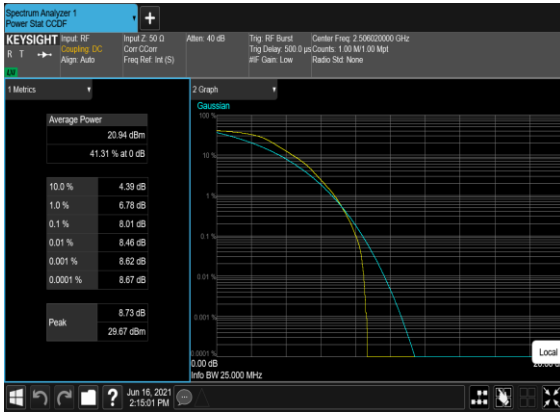 Spectrum Analyzer 1
Power Stat CCDF
+
KEYSIGHT
R T
LXI
Input: RF
Coupling: DC
Align: Auto
Input Z: 50 Ω
Corr CCorr
Freq Ref: Int (S)
Atten: 40 dB
Trig: RF Burst
Trig Delay: 500.0 µs
#IF Gain: Low
Center Freq: 2.506020000 GHz
Counts: 1.00 M/1.00 Mpt
Radio Std: None
1 Metrics
Average Power
20.94 dBm
41.31 % at 0 dB
10.0 % 4.39 dB
1.0 % 6.78 dB
0.1 % 8.01 dB
0.01 % 8.46 dB
0.001 % 8.62 dB
0.0001 % 8.67 dB
Peak
8.73 dB
29.67 dBm
2 Graph
Gaussian
100 %
10 %
1 %
0.1 %
0.01 %
0.001 %
0.0001 %
0.00 dB
Info BW 25.000 MHz
Local
?
Jun 16, 2021
2:15:01 PM